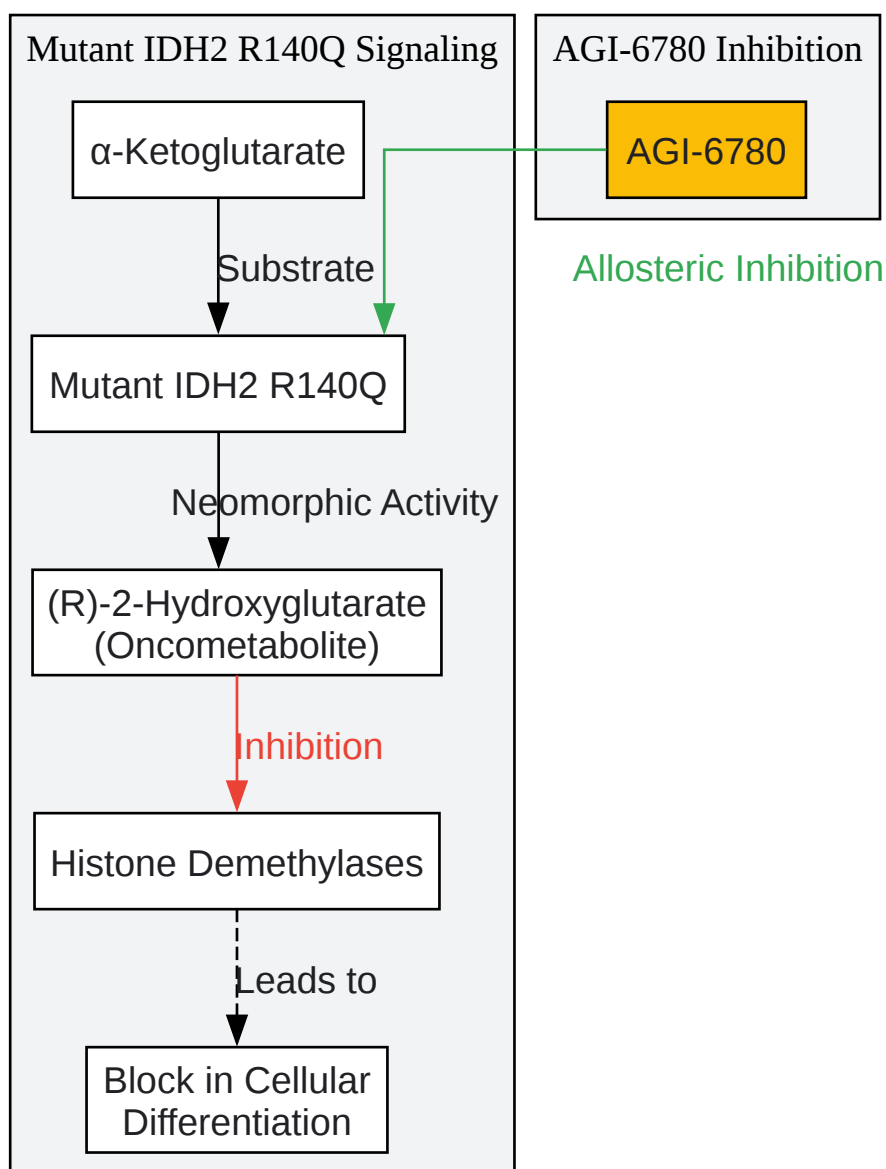 Mutant IDH2 R140Q Signaling
α-Ketoglutarate
Substrate
Mutant IDH2 R140Q
Neomorphic Activity
(R)-2-Hydroxyglutarate
(Oncometabolite)
Inhibition
Histone Demethylases
Leads to
Block in Cellular
Differentiation
AGI-6780 Inhibition
AGI-6780
Allosteric Inhibition